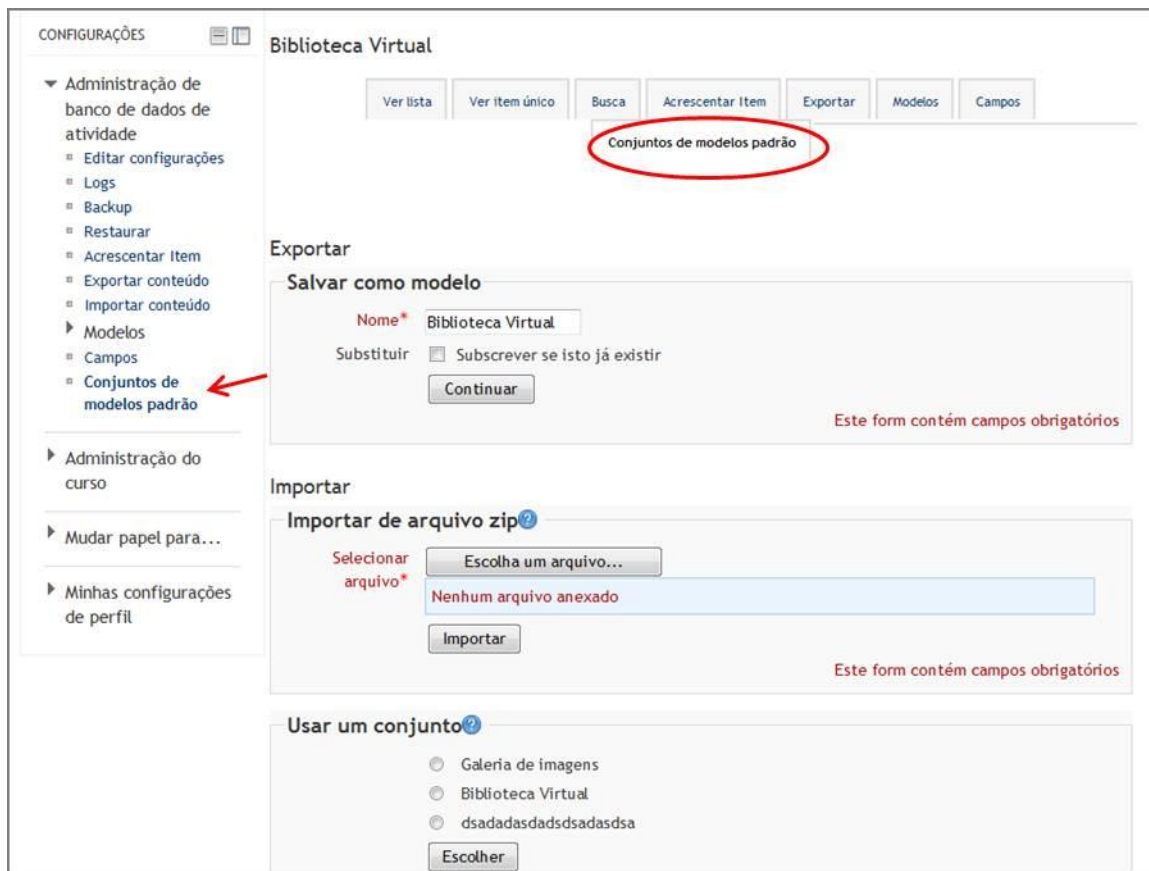 CONFIGURAÇÕES
Administração de
banco de dados de
atividade
Editar configurações
Logs
Backup
Restaurar
Acrescentar Item
Exportar conteúdo
Importar conteúdo
Modelos
Campos
Conjuntos de
modelos padrão
Administração do
curso
Mudar papel para...
Minhas configurações
de perfil
Biblioteca Virtual
Ver lista Ver item único Busca Acrescentar Item Exportar Modelos Campos
Conjuntos de modelos padrão
Exportar
Salvar como modelo
Nome* Biblioteca Virtual
Substituir Subscrever se isto já existir
Continuar
Este form contém campos obrigatórios
Importar
Importar de arquivo zip?
Selecionar Escolha um arquivo...
arquivo*
Nenhum arquivo anexado
Importar
Este form contém campos obrigatórios
Usar um conjunto?
Galeria de imagens
Biblioteca Virtual
dsadadasdadsdsadasdsa
Escolher